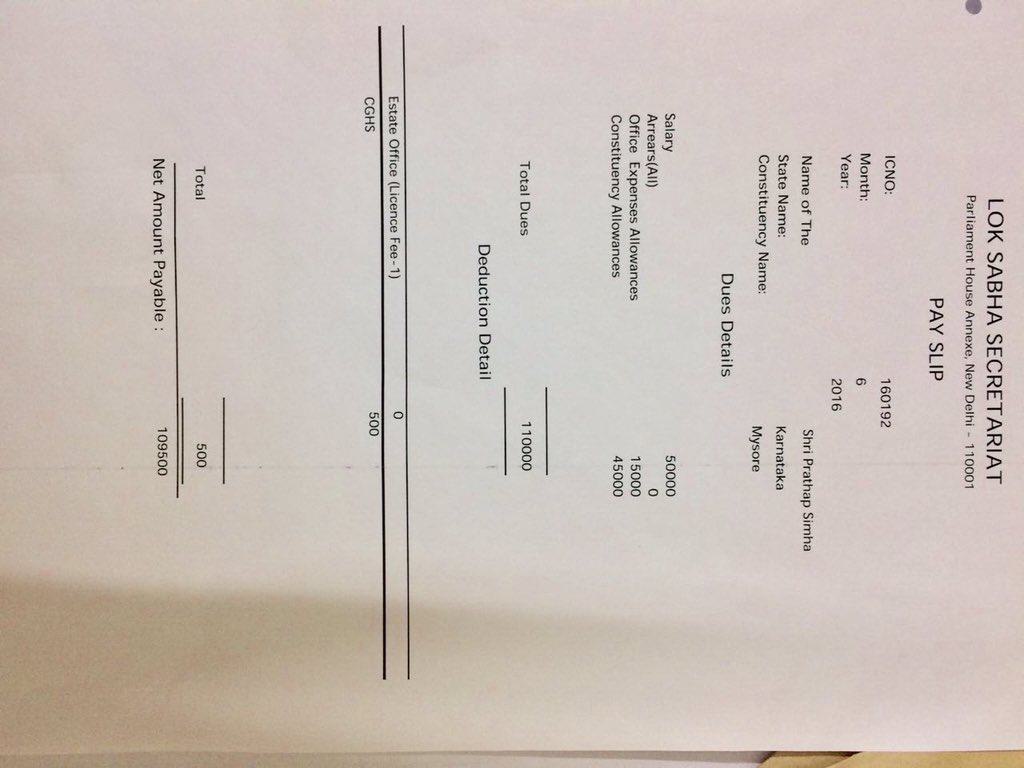 LOK SABHA SECRETARIAT
Parliament House Annexe, New Delhi - 110001
PAY SLIP
ICNO: 160192
Month: 6
Year: 2016
Name of The Shri Prathap Simha
State Name: Karnataka
Constituency Name: Mysore
Dues Details
Salary 50000
Arrears(All) 0
Office Expenses Allowances 15000
Constituency Allowances 45000
Total Dues 110000
Deduction Detail
Estate Office (Licence Fee-1) 0
CGHS 500
Total 500
Net Amount Payable : 109500